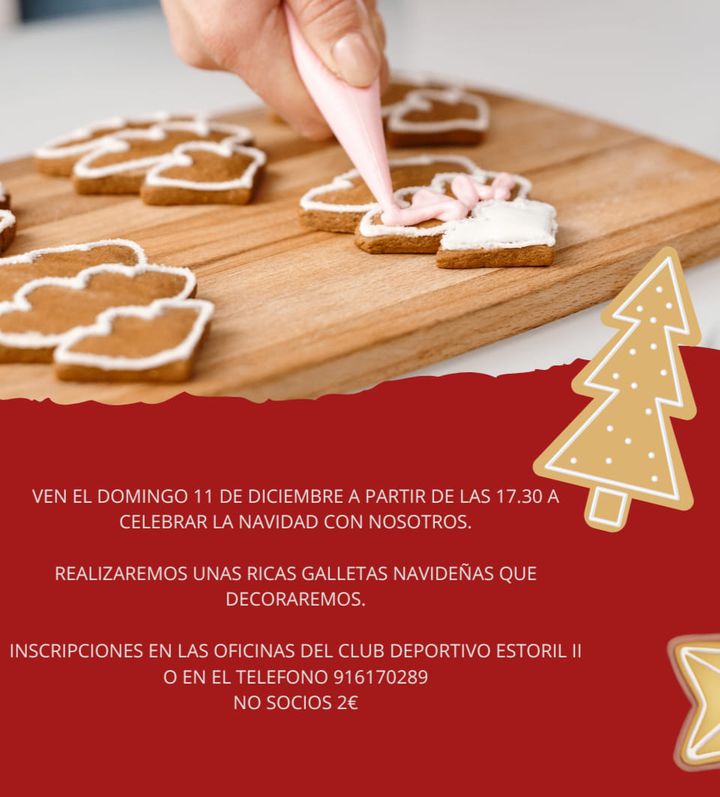 VEN EL DOMINGO 11 DE DICIEMBRE A PARTIR DE LAS 17.30 A
CELEBRAR LA NAVIDAD CON NOSOTROS.
REALIZAREMOS UNAS RICAS GALLETAS NAVIDEÑAS QUE
DECORAREMOS.
INSCRIPCIONES EN LAS OFICINAS DEL CLUB DEPORTIVO ESTORIL II
O EN EL TELEFONO 916170289
NO SOCIOS 2€